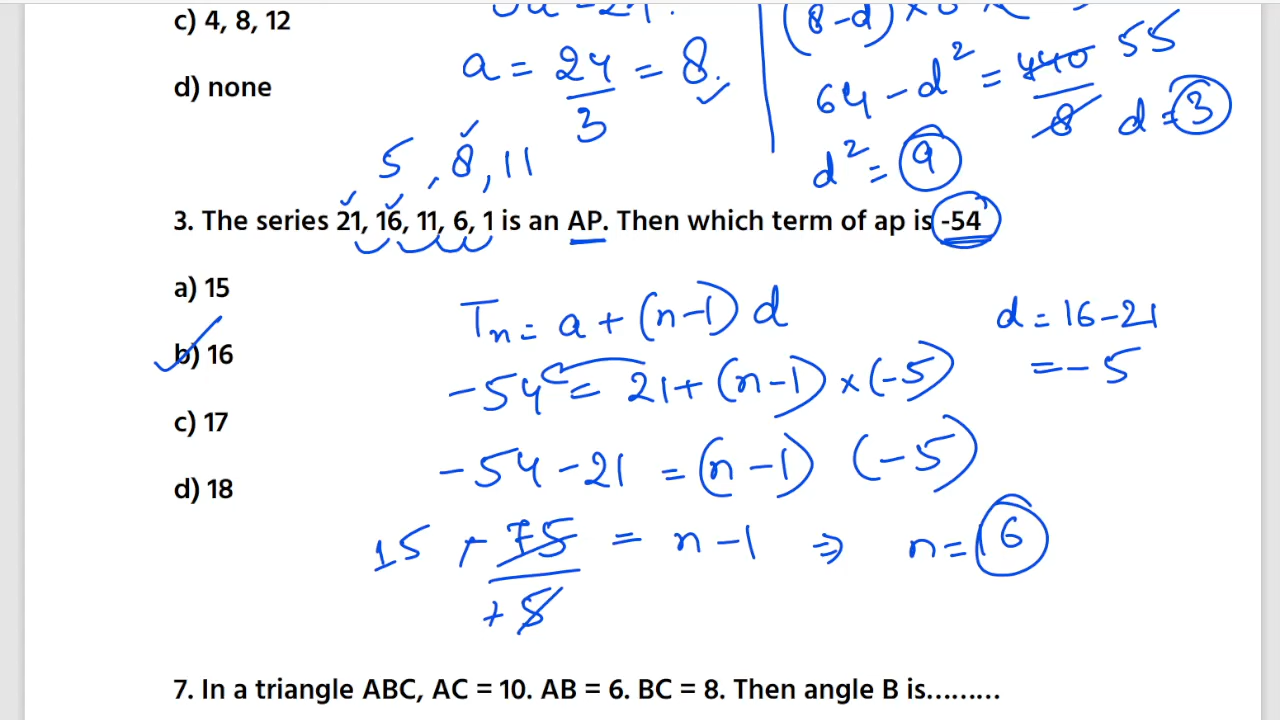 c) 4, 8, 12
d) none
a = 24/3 = 8.
64 - d² = 440/8 55
d = 3
d² = 9
5, 8, 11
3. The series 21, 16, 11, 6, 1 is an AP. Then which term of ap is -54
a) 15
b) 16
c) 17
d) 18
Tn = a + (n-1) d
d = 16-21
= -5
-54 = 21 + (n-1) × (-5)
-54 - 21 = (n-1) (-5)
15 + 75/+5 = n-1 ⇒ n = 16
7. In a triangle ABC, AC = 10. AB = 6. BC = 8. Then angle B is.........